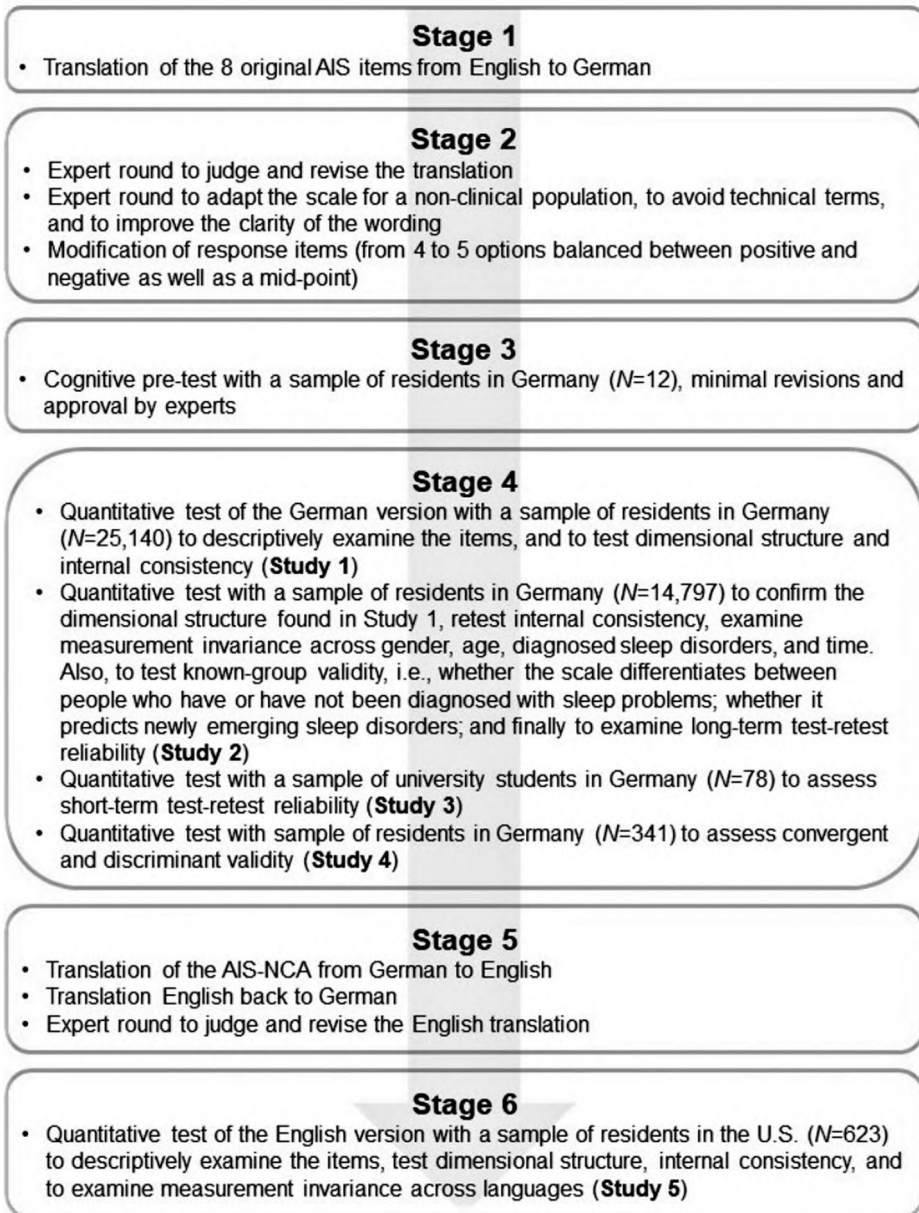 Stage 1
• Translation of the 8 original AIS items from English to German
Stage 2
• Expert round to judge and revise the translation
• Expert round to adapt the scale for a non-clinical population, to avoid technical terms,
and to improve the clarity of the wording
• Modification of response items (from 4 to 5 options balanced between positive and
negative as well as a mid-point)
Stage 3
• Cognitive pre-test with a sample of residents in Germany (N=12), minimal revisions and
approval by experts
Stage 4
• Quantitative test of the German version with a sample of residents in Germany
(N=25,140) to descriptively examine the items, and to test dimensional structure and
internal consistency (Study 1)
• Quantitative test with a sample of residents in Germany (N=14,797) to confirm the
dimensional structure found in Study 1, retest internal consistency, examine
measurement invariance across gender, age, diagnosed sleep disorders, and time.
Also, to test known-group validity, i.e., whether the scale differentiates between
people who have or have not been diagnosed with sleep problems; whether it
predicts newly emerging sleep disorders; and finally to examine long-term test-retest
reliability (Study 2)
• Quantitative test with a sample of university students in Germany (N=78) to assess
short-term test-retest reliability (Study 3)
• Quantitative test with sample of residents in Germany (N=341) to assess convergent
and discriminant validity (Study 4)
Stage 5
• Translation of the AIS-NCA from German to English
• Translation English back to German
• Expert round to judge and revise the English translation
Stage 6
• Quantitative test of the English version with a sample of residents in the U.S. (N=623)
to descriptively examine the items, test dimensional structure, internal consistency, and
to examine measurement invariance across languages (Study 5)